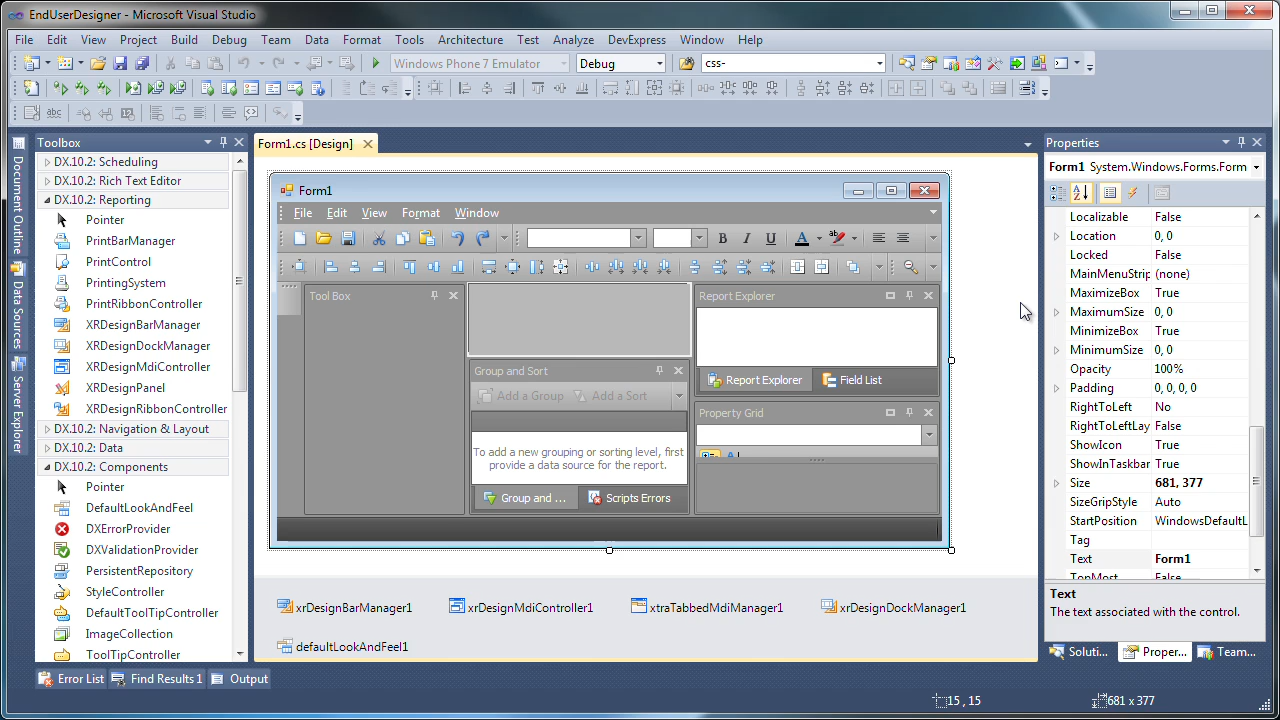 EndUserDesigner - Microsoft Visual Studio
File Edit View Project Build Debug Team Data Format Tools Architecture Test Analyze DevExpress Window Help
Windows Phone 7 Emulator Debug css-
Toolbox
DX.10.2: Scheduling
DX.10.2: Rich Text Editor
DX.10.2: Reporting
Pointer
PrintBarManager
PrintControl
PrintingSystem
PrintRibbonController
XRDesignBarManager
XRDesignDockManager
XRDesignMdiController
XRDesignPanel
XRDesignRibbonController
DX.10.2: Navigation & Layout
DX.10.2: Data
DX.10.2: Components
Pointer
DefaultLookAndFeel
DXErrorProvider
DXValidationProvider
PersistentRepository
StyleController
DefaultToolTipController
ImageCollection
ToolTipController
Document Outline
Data Sources
Server Explorer
Form1.cs [Design]
Form1
File Edit View Format Window
B I U A ab
Tool Box
Group and Sort
Add a Group Add a Sort
To add a new grouping or sorting level, first
provide a data source for the report.
Group and ... Scripts Errors
Report Explorer
Report Explorer Field List
Property Grid
xrDesignBarManager1 xrDesignMdiController1 xtraTabbedMdiManager1 xrDesignDockManager1
defaultLookAndFeel1
Properties
Form1 System.Windows.Forms.Form
Localizable False
Location 0, 0
Locked False
MainMenuStrip (none)
MaximizeBox True
MaximumSize 0, 0
MinimizeBox True
MinimumSize 0, 0
Opacity 100%
Padding 0, 0, 0, 0
RightToLeft No
RightToLeftLay False
ShowIcon True
ShowInTaskbar True
Size 681, 377
SizeGripStyle Auto
StartPosition WindowsDefaultL
Tag
Text Form1
TopMost False
Text
The text associated with the control.
Soluti... Proper... Team...
Error List Find Results 1 Output
15 , 15 681 x 377